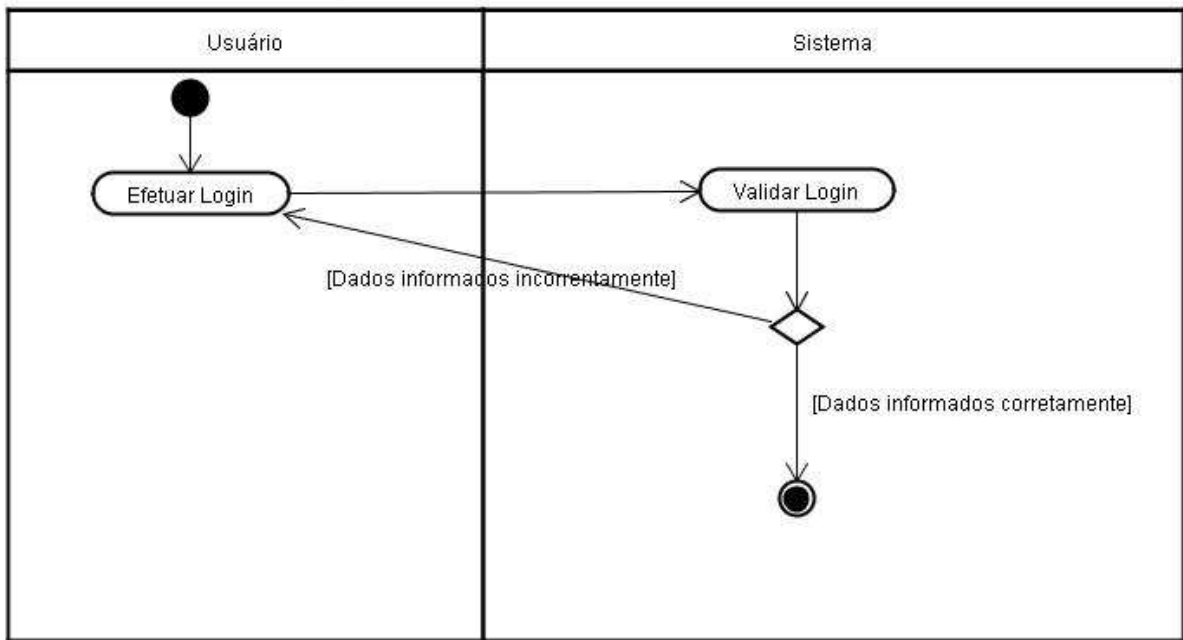 Usuário
Sistema
Efetuar Login
Validar Login
[Dados informados incorrentamente]
[Dados informados corretamente]